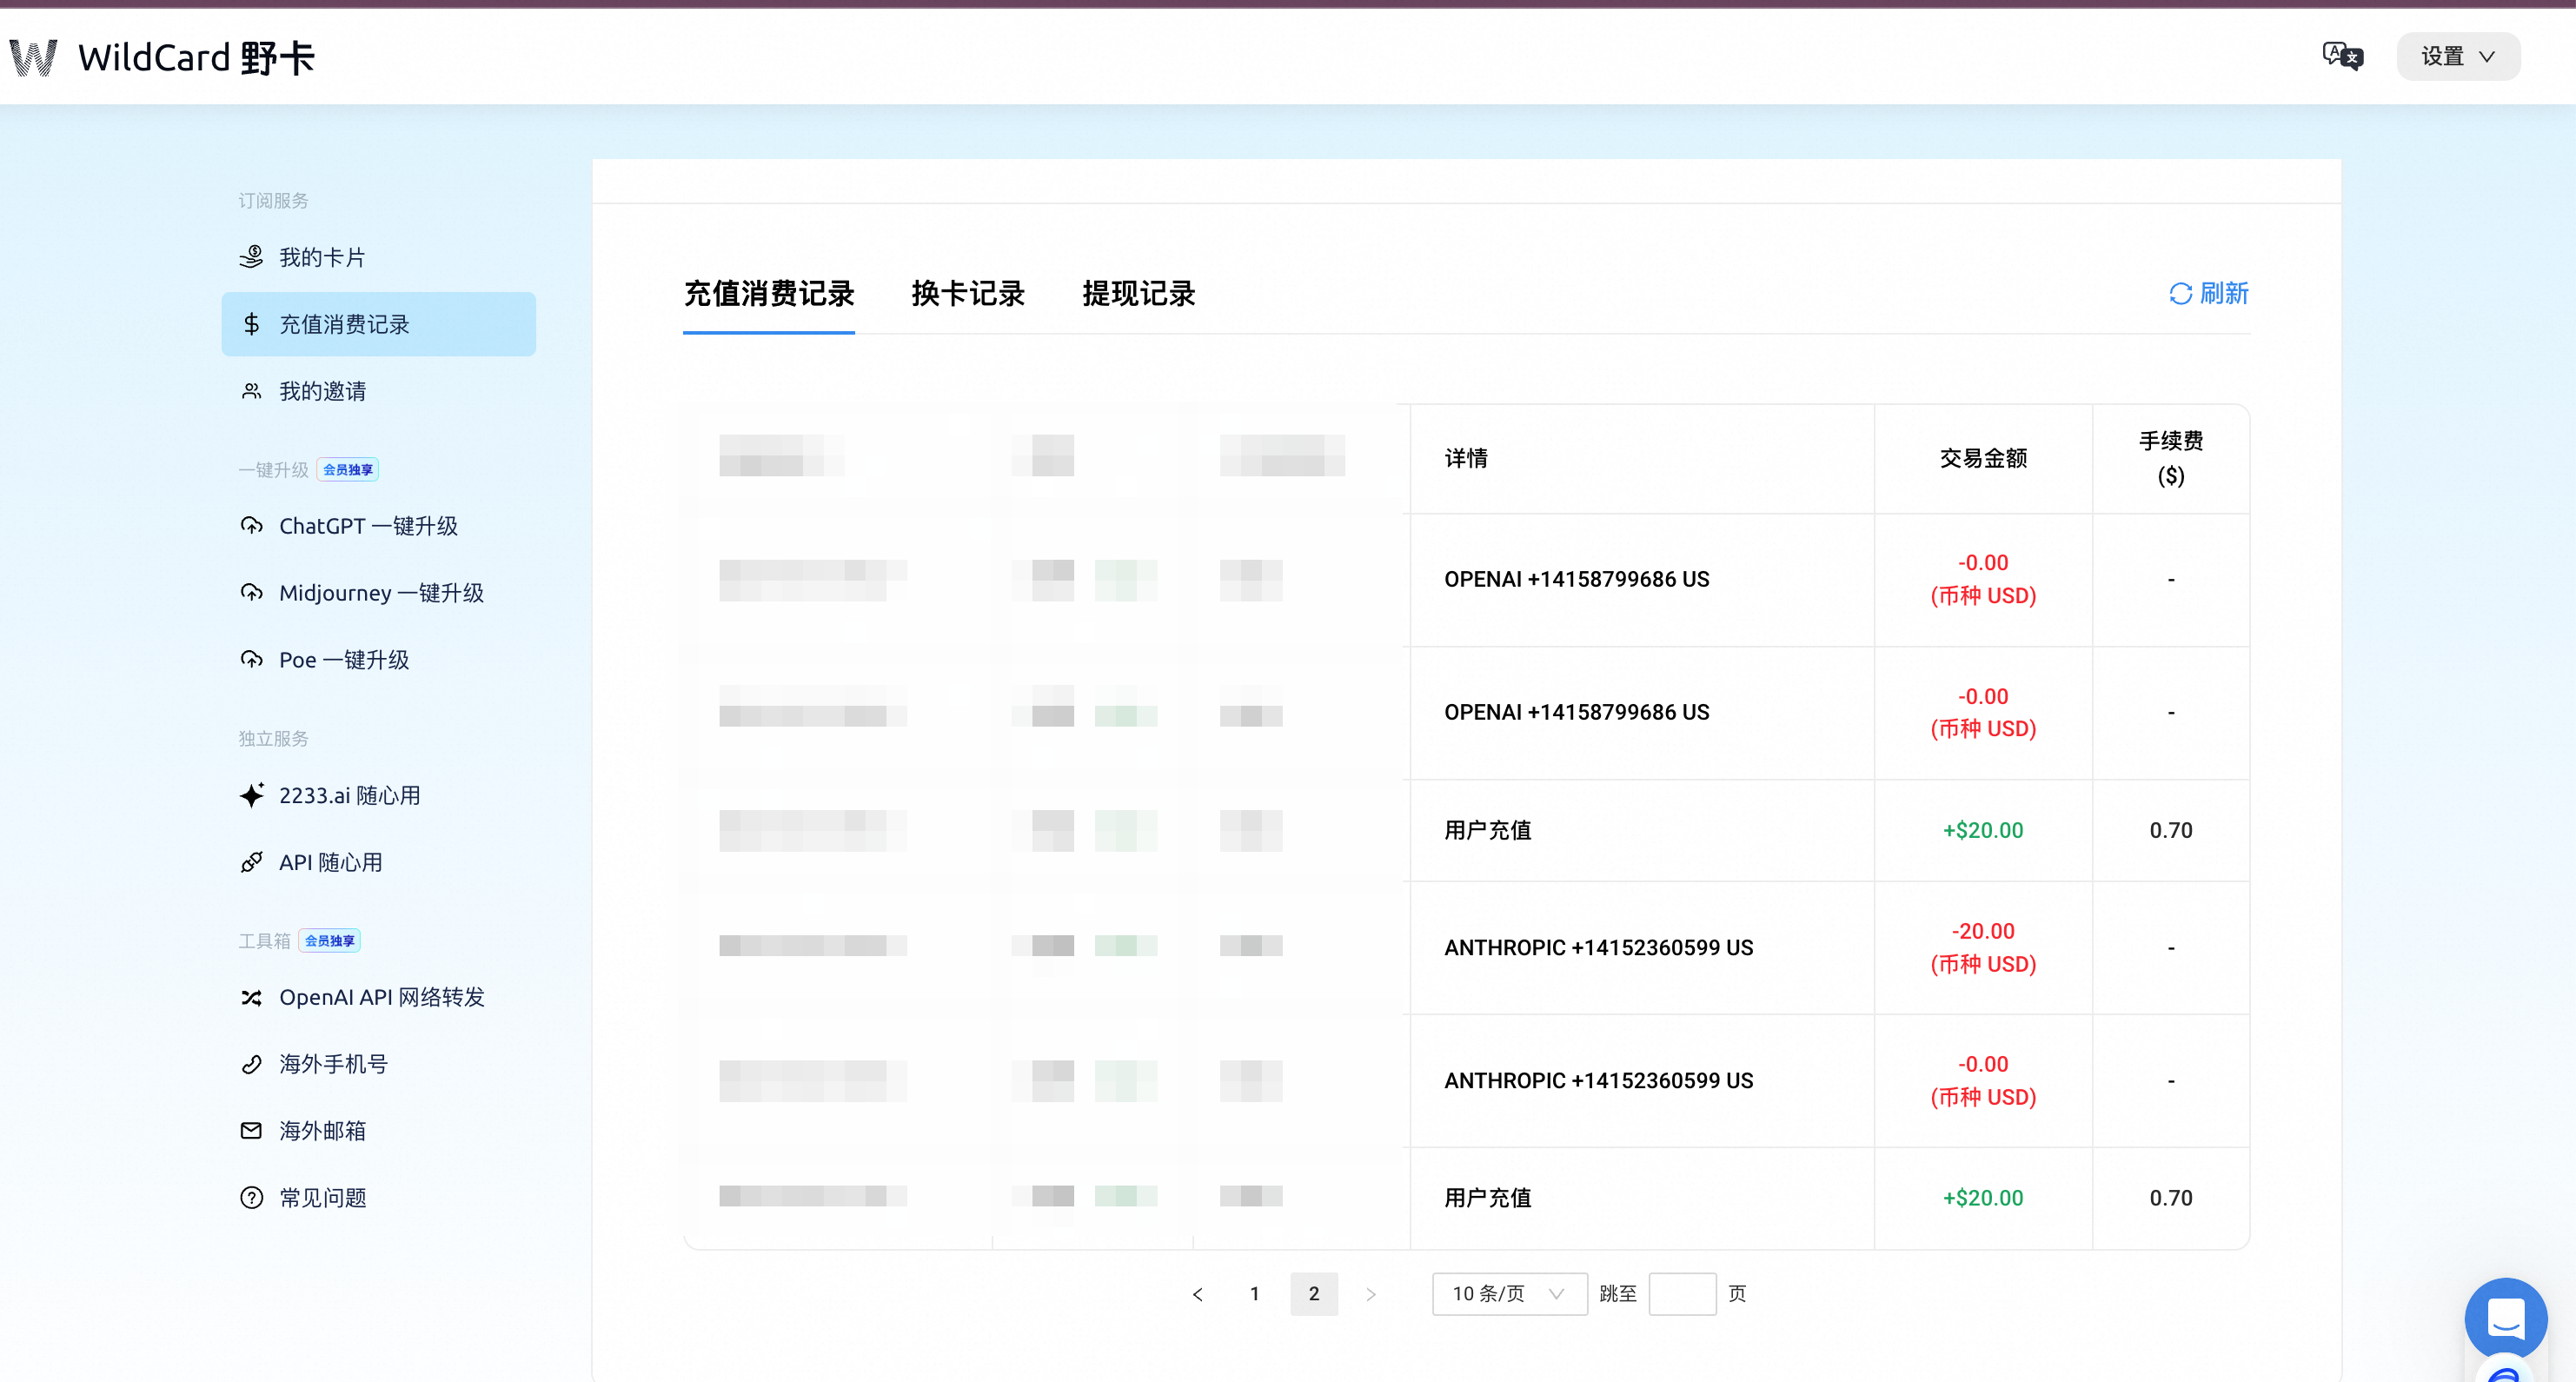 WildCard 野卡
设置
订阅服务
我的卡片
充值消费记录
我的邀请
一键升级 会员独享
ChatGPT 一键升级
Midjourney 一键升级
Poe 一键升级
独立服务
2233.ai 随心用
API 随心用
工具箱 会员独享
OpenAI API 网络转发
海外手机号
海外邮箱
常见问题
充值消费记录 换卡记录 提现记录 刷新
详情 交易金额 手续费
($)
OPENAI +14158799686 US -0.00
(币种 USD) -
OPENAI +14158799686 US -0.00
(币种 USD) -
用户充值 +$20.00 0.70
ANTHROPIC +14152360599 US -20.00
(币种 USD) -
ANTHROPIC +14152360599 US -0.00
(币种 USD) -
用户充值 +$20.00 0.70
1 2 10 条/页 跳至 页